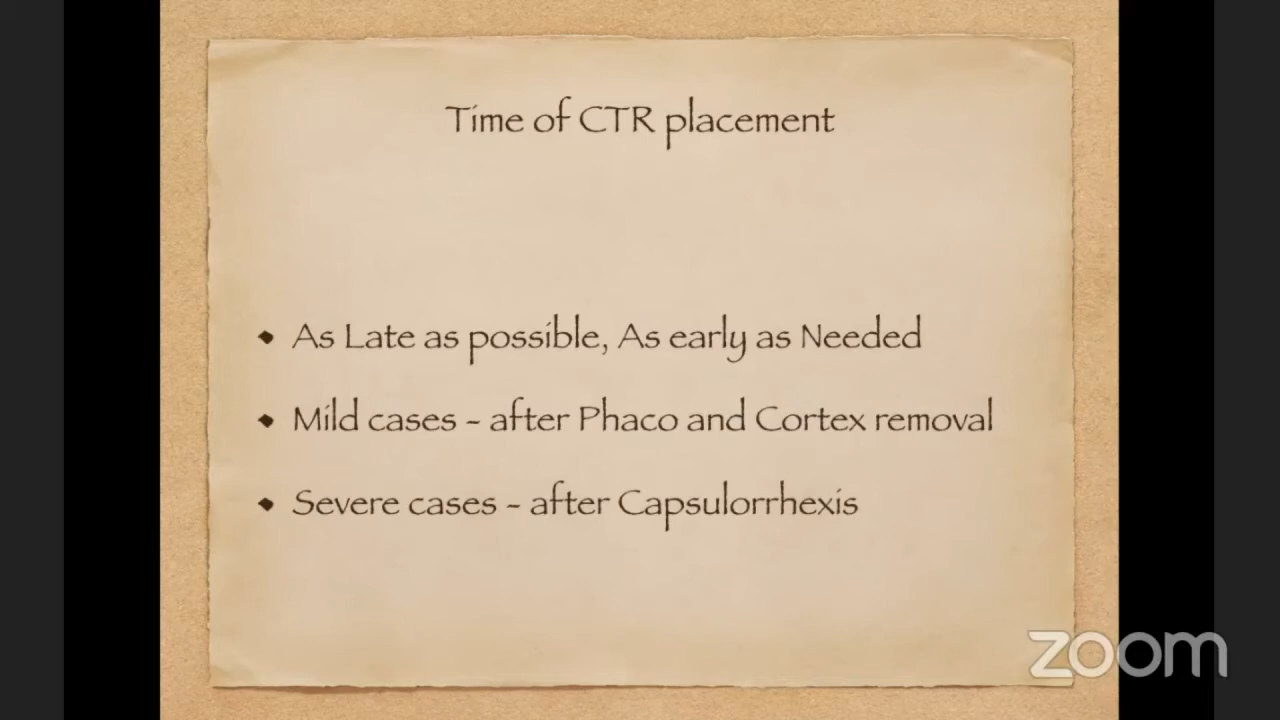 Time of CTR placement
As Late as possible, As early as Needed
Mild cases - after Phaco and Cortex removal
Severe cases - after Capsulorrhexis
zoom